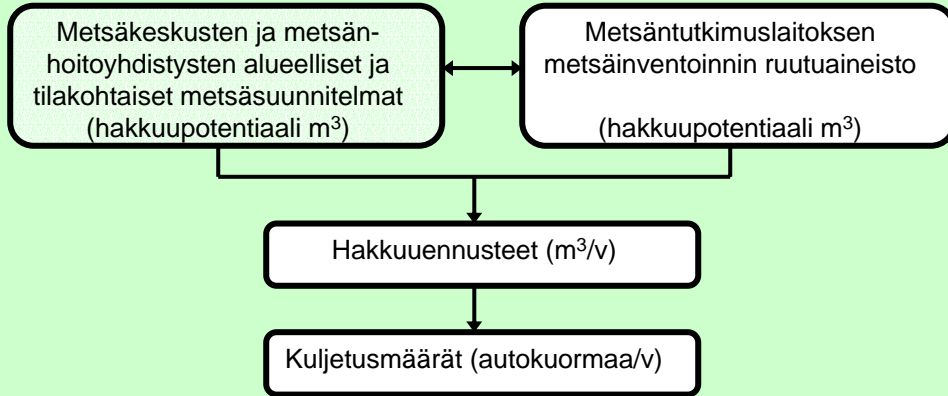 Metsäkeskusten ja metsän-
hoitoyhdistysten alueelliset ja
tilakohtaiset metsäsuunnitelmat
(hakkuupotentiaali m³)
Metsäntutkimuslaitoksen
metsäinventoinnin ruutuaineisto
(hakkuupotentiaali m³)
Hakkuuennusteet (m³/v)
Kuljetusmäärät (autokuormaa/v)